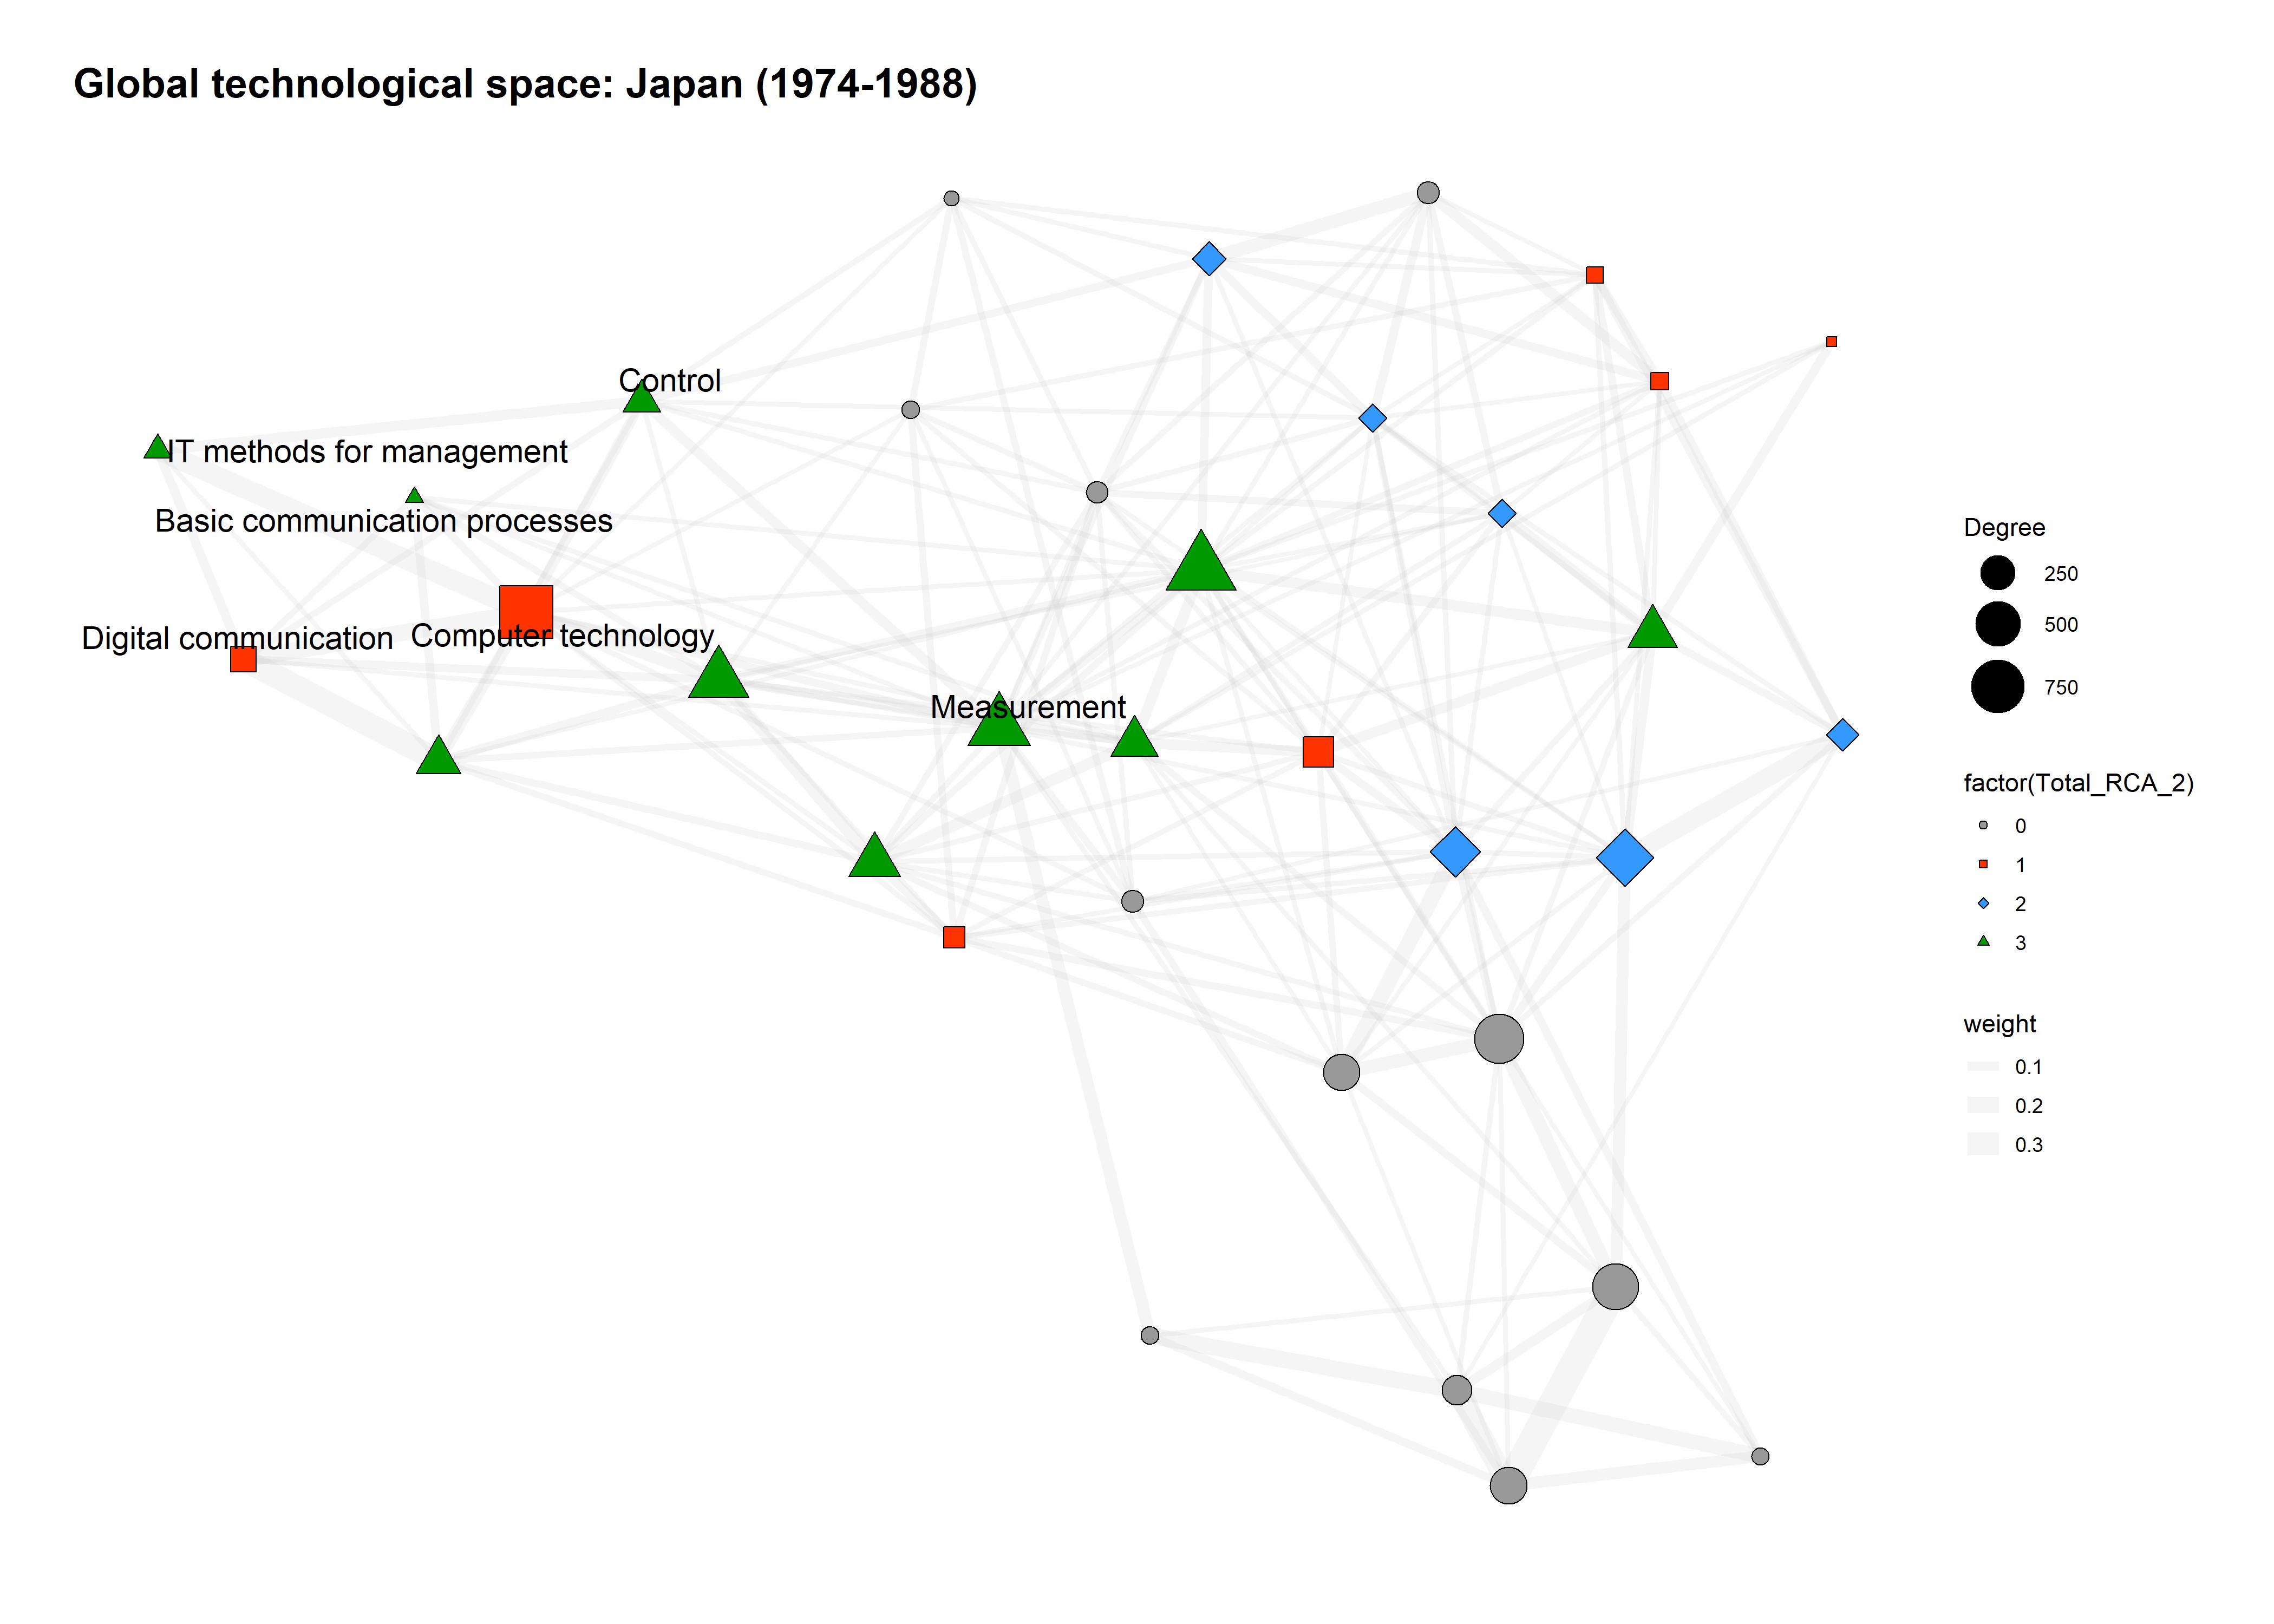 Global technological space: Japan (1974-1988)
Control
IT methods for management
Basic communication processes
Digital communication
Computer technology
Measurement
Degree
250
500
750
factor(Total_RCA_2)
0
1
2
3
weight
0.1
0.2
0.3